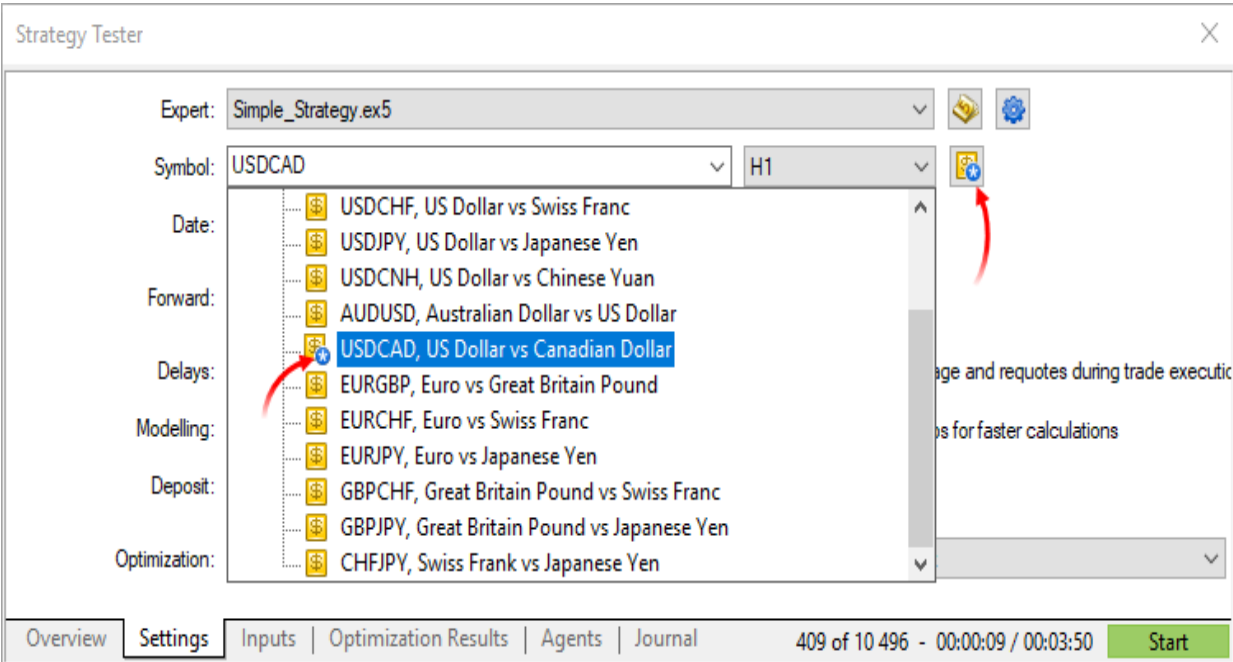 Strategy Tester
Expert: Simple_Strategy.ex5
Symbol: USDCAD H1
USDCHF, US Dollar vs Swiss Franc
Date: USDJPY, US Dollar vs Japanese Yen
USDCNH, US Dollar vs Chinese Yuan
Forward: AUDUSD, Australian Dollar vs US Dollar
USDCAD, US Dollar vs Canadian Dollar
Delays: EURGBP, Euro vs Great Britain Pound age and requotes during trade executio
Modelling: EURCHF, Euro vs Swiss Franc os for faster calculations
EURJPY, Euro vs Japanese Yen
Deposit: GBPCHF, Great Britain Pound vs Swiss Franc
GBPJPY, Great Britain Pound vs Japanese Yen
Optimization: CHFJPY, Swiss Frank vs Japanese Yen
Overview Settings Inputs | Optimization Results | Agents | Journal 409 of 10 496 - 00:00:09 / 00:03:50 Start